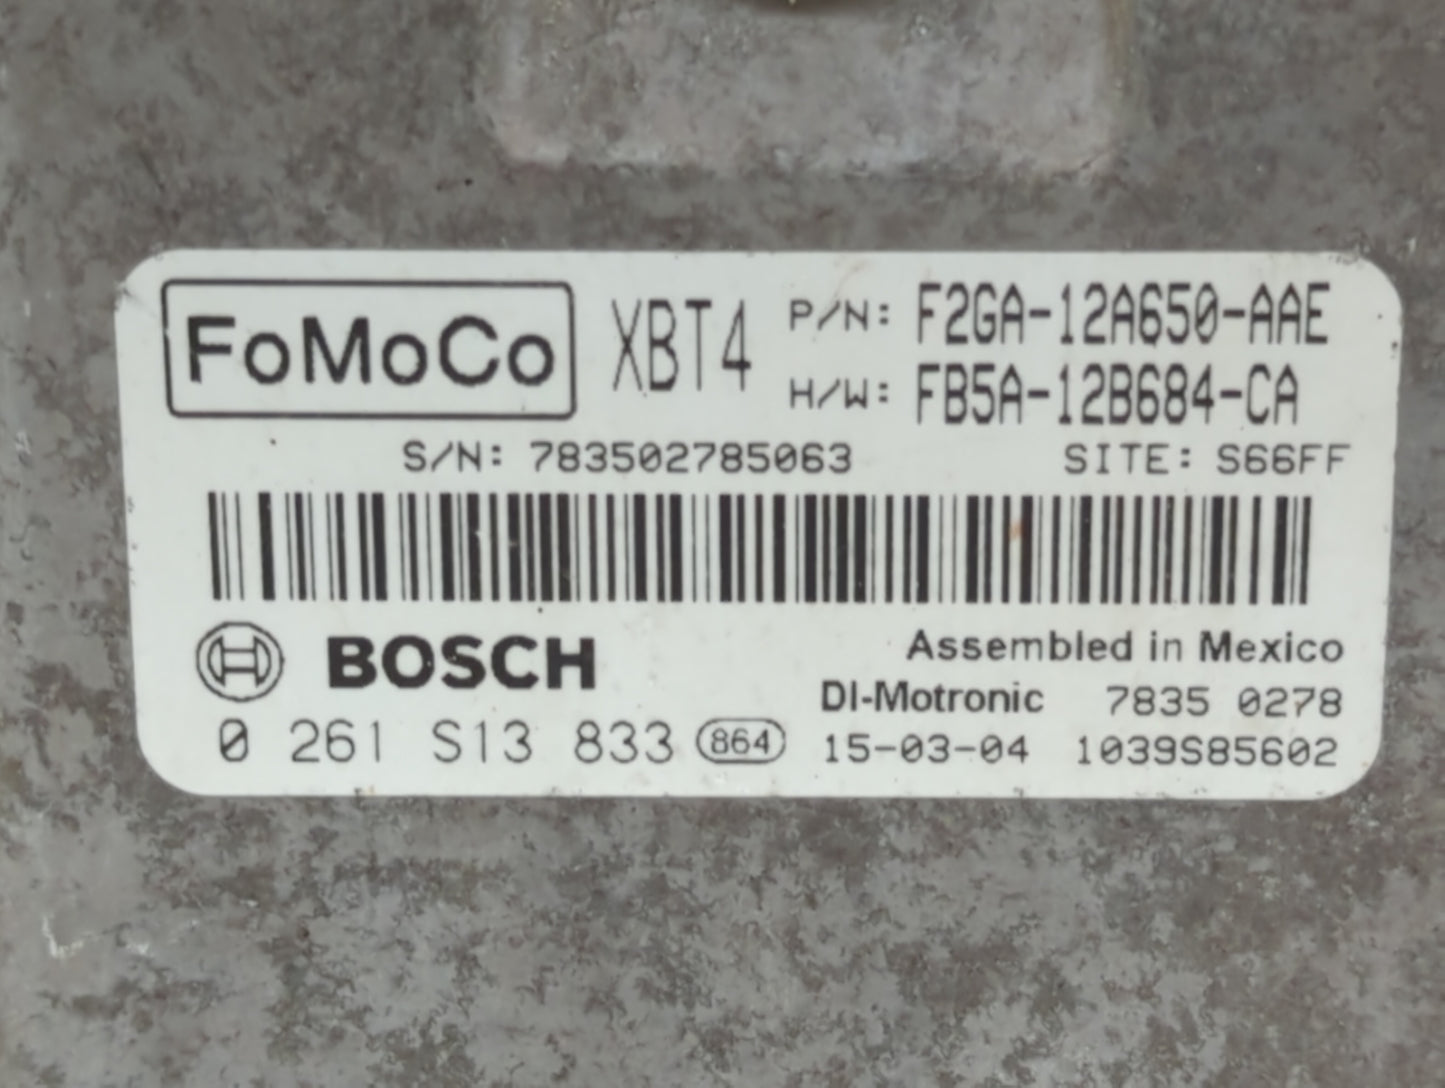 FoMoCo XBT4 P/N: F2GA-12A650-AAE
H/W: FB5A-12B684-CA
S/N: 783502785063 SITE: S66FF
BOSCH Assembled in Mexico
DI-Motronic 7835 0278
0 261 S13 833 864 15-03-04 1039S85602